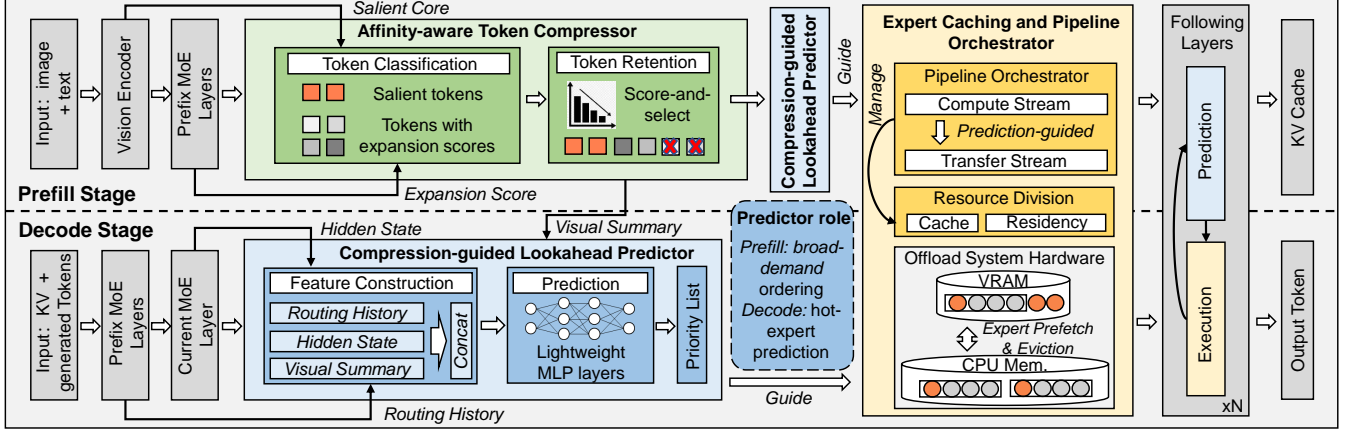 Salient Core
Input: image
+ text
Vision Encoder
Prefix MoE
Layers
Affinity-aware Token Compressor
Token Classification
Salient tokens
Tokens with
expansion scores
Token Retention
Score-and-
select
Expansion Score
Prefill Stage
Compression-guided
Lookahead Predictor
Guide
Expert Caching and Pipeline
Orchestrator
Pipeline Orchestrator
Compute Stream
Prediction-guided
Transfer Stream
Manage
Resource Division
Cache
Residency
Offload System Hardware
VRAM
Expert Prefetch
& Eviction
CPU Mem.
Following
Layers
Prediction
Execution
xN
KV Cache
Output Token
Decode Stage
Hidden State
Visual Summary
Input: KV +
generated Tokens
Prefix MoE
Layers
Current MoE
Layer
Compression-guided Lookahead Predictor
Feature Construction
Routing History
Hidden State
Visual Summary
Concat
Prediction
Lightweight
MLP layers
Priority List
Routing History
Predictor role
Prefill: broad-
demand
ordering
Decode: hot-
expert
prediction
Guide